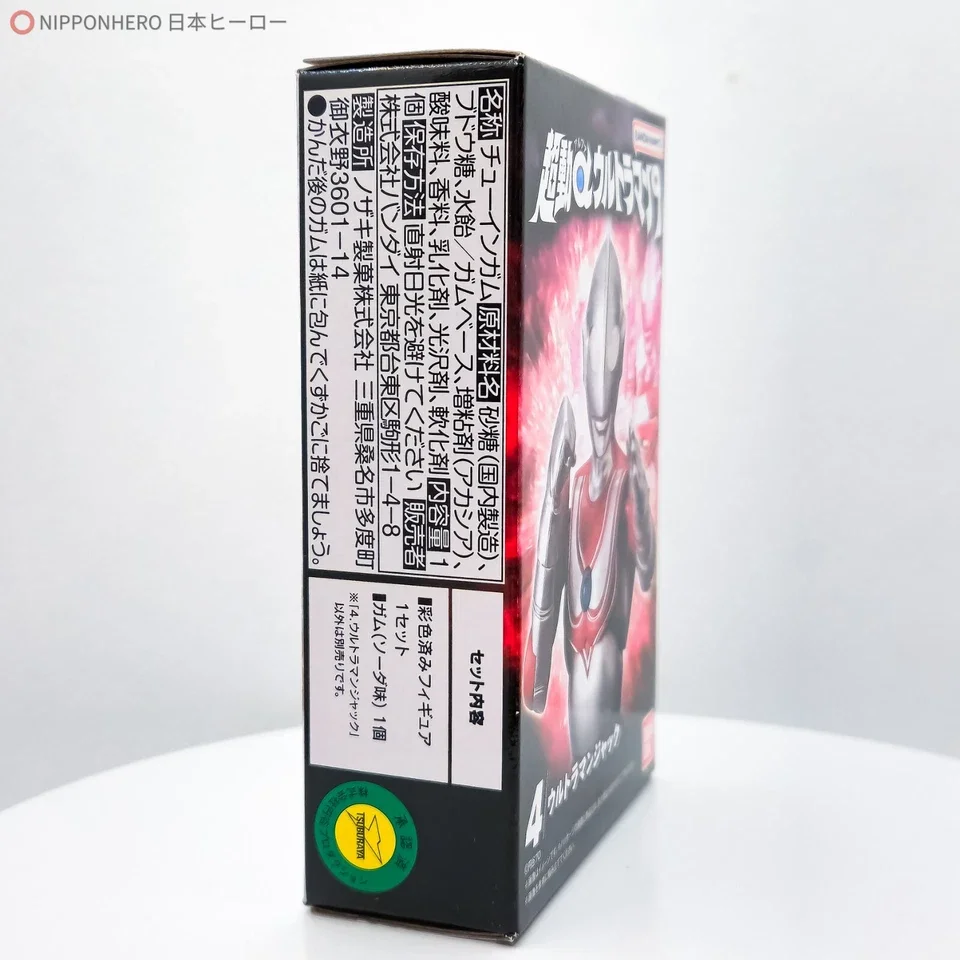 NIPPONHERO 日本ヒーロー
名称 チューインガム 原材料名 砂糖(国内製造)、
ブドウ糖、水飴/ガムベース、増粘剤(アカシア)、
酸味料、香料、乳化剤、光沢剤、軟化剤 内容量 1
個 保存方法 直射日光を避けてください 販売者
株式会社バンダイ 東京都台東区駒形1-4-8
製造所 ノザキ製菓株式会社 三重県桑名市多度町
御衣野3601-14
●かんだ後のガムは紙に包んでくずかごに捨てましょう。
セット内容
■彩色済みフィギュア
1セット
■ガム(ソーダ味) 1個
※「4.ウルトラマンジャック」
以外は別売りです。
TSUBURAYA
超動αウルトラマン9
4 ウルトラマンジャック